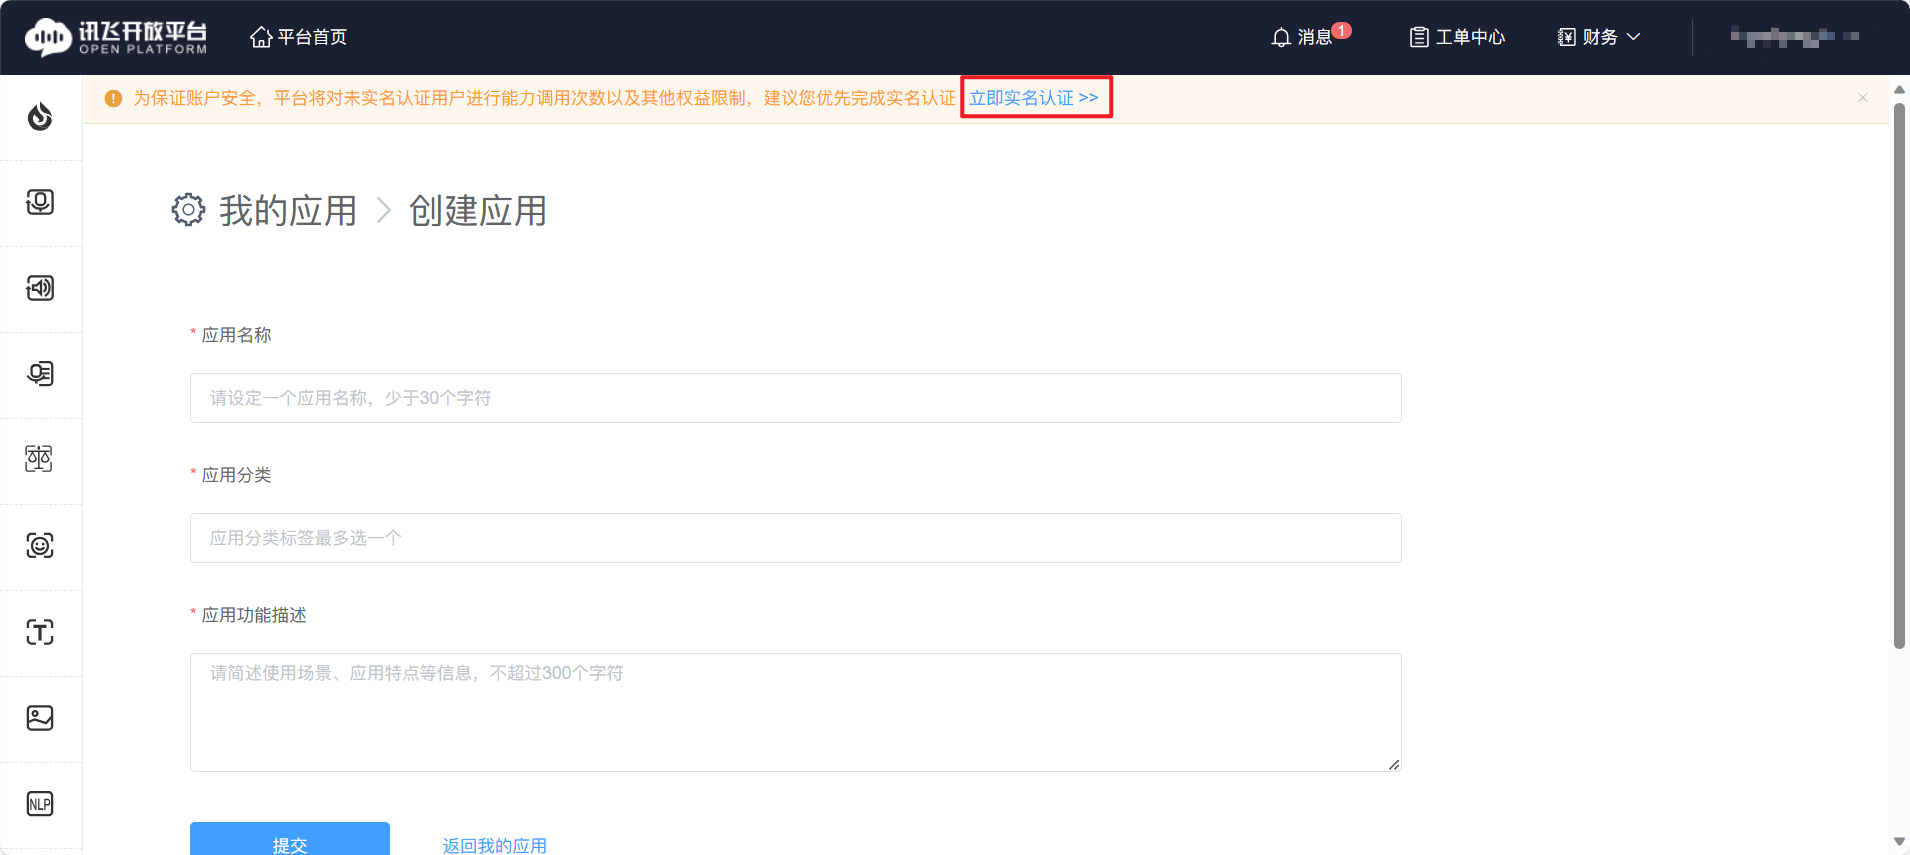 讯飞开放平台
OPEN PLATFORM
平台首页
消息 1
工单中心
财务
为保证账户安全，平台将对未实名认证用户进行能力调用次数以及其他权益限制，建议您优先完成实名认证 立即实名认证 >>
我的应用 > 创建应用
* 应用名称
请设定一个应用名称，少于30个字符
* 应用分类
应用分类标签最多选一个
* 应用功能描述
请简述使用场景、应用特点等信息，不超过300个字符
NLP
提交
返回我的应用